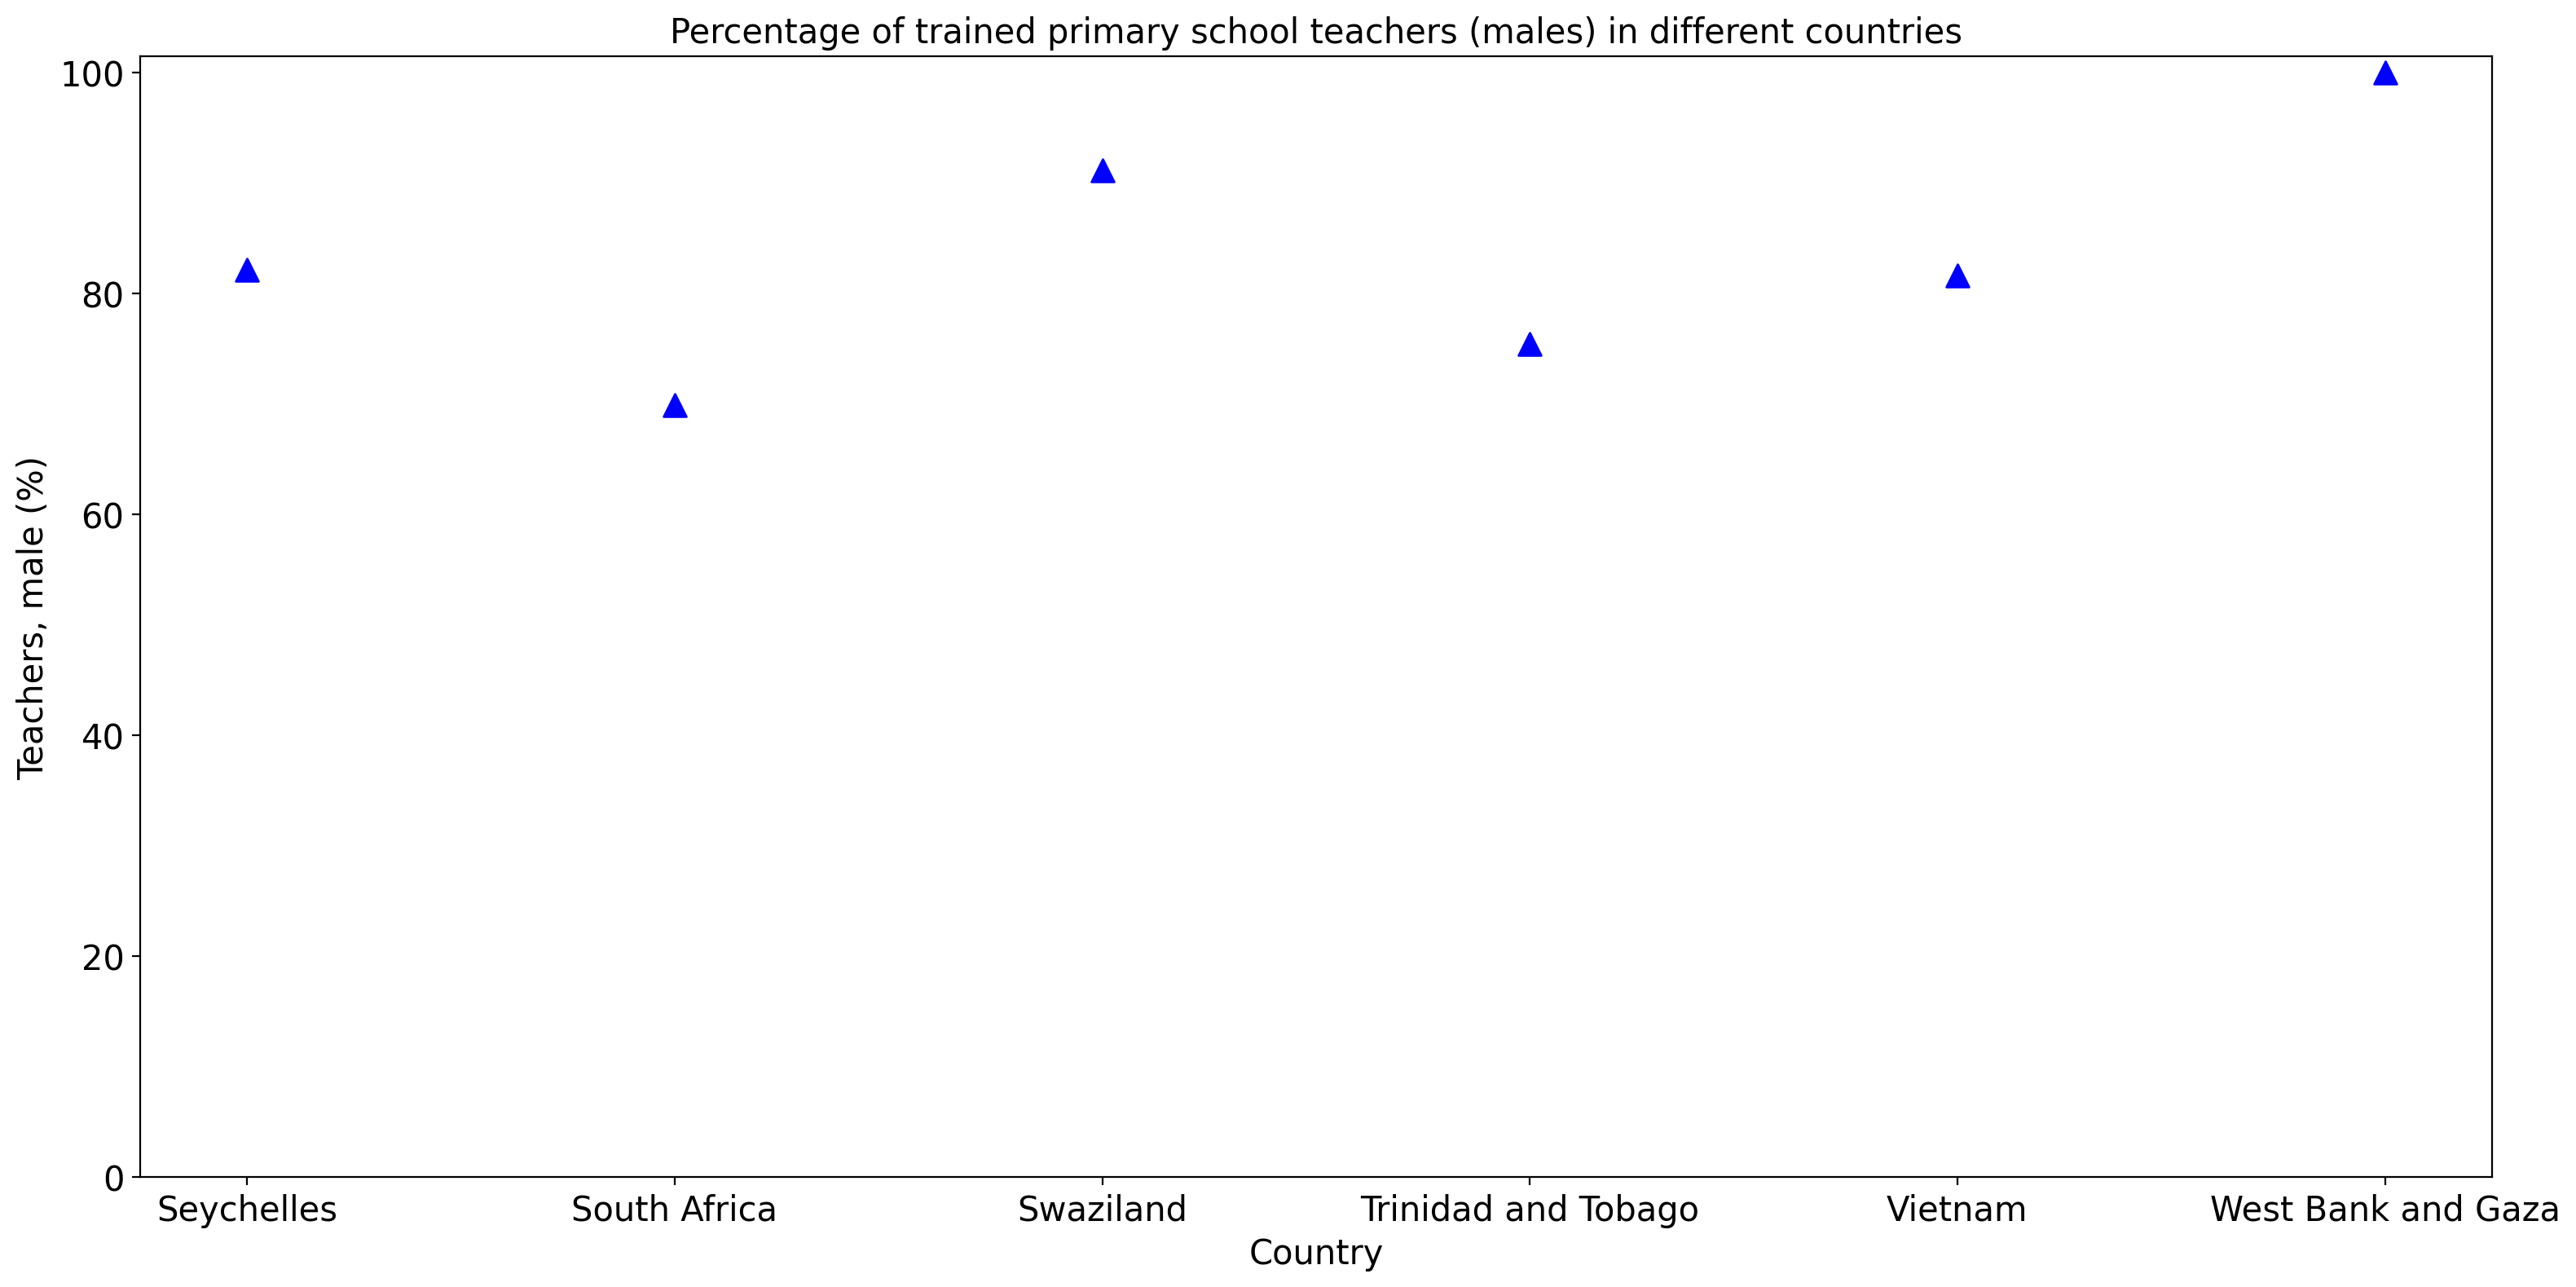 Percentage of trained primary school teachers (males) in different countries
100
80
60
40
20
0
Teachers, male (%)
Seychelles South Africa Swaziland Trinidad and Tobago Vietnam West Bank and Gaza
Country